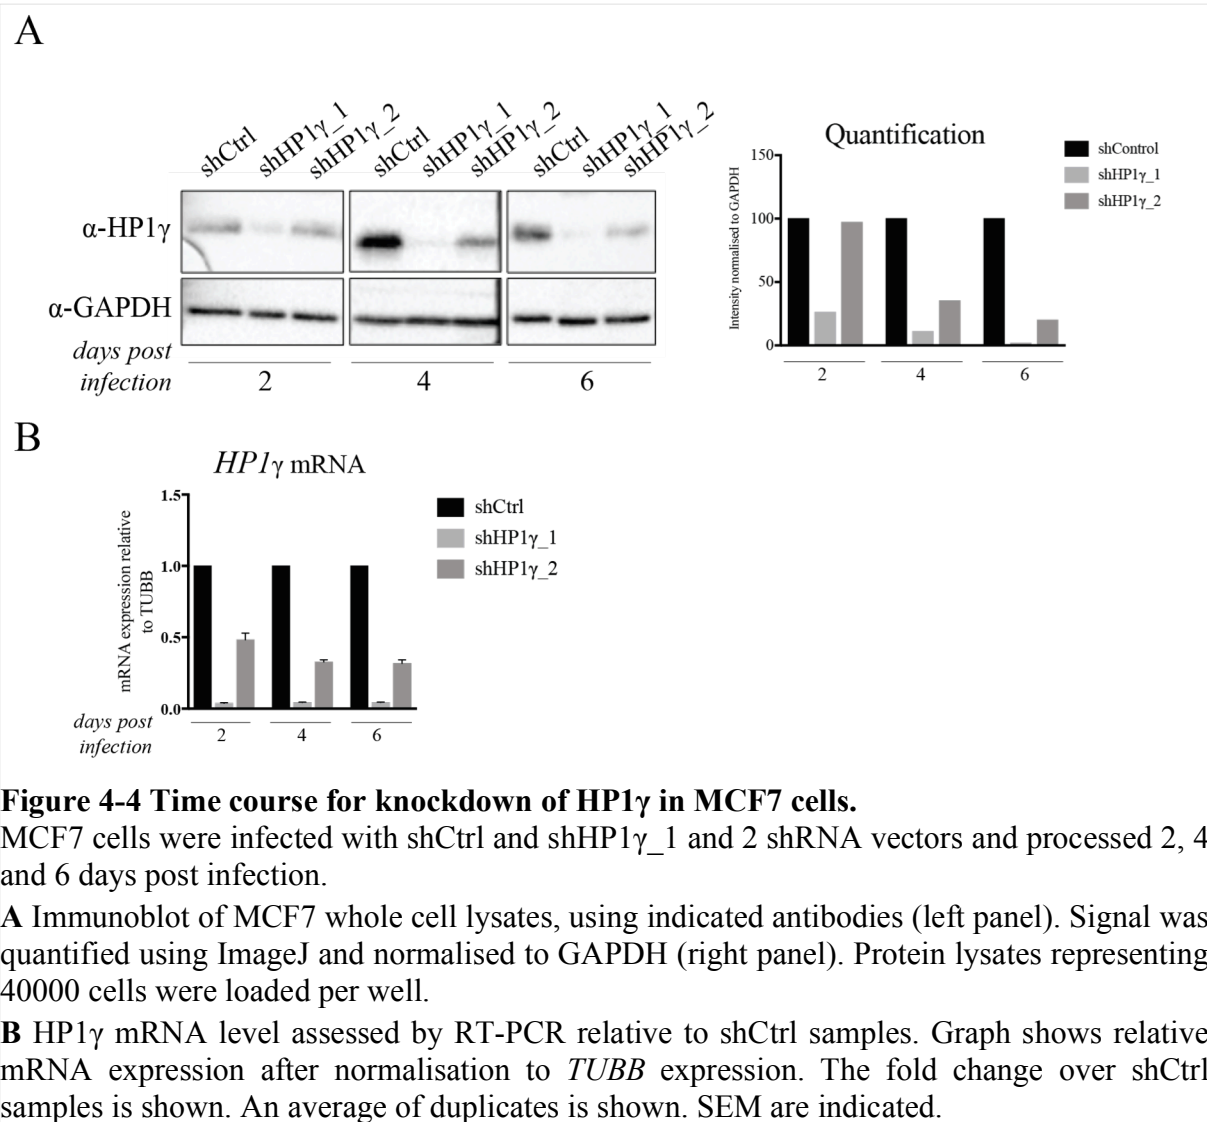 A
shCtrl
shHP1γ_1
shHP1γ_2
shCtrl
shHP1γ_1
shHP1γ_2
shCtrl
shHP1γ_1
shHP1γ_2
α-HP1γ
α-GAPDH
days post
infection
2
4
6
Quantification
Intensity normalised to GAPDH
150
100
50
0
2
4
6
shControl
shHP1γ_1
shHP1γ_2
B
HP1γ mRNA
mRNA expression relative
to TUBB
1.5
1.0
0.5
0.0
days post
infection
2
4
6
shCtrl
shHP1γ_1
shHP1γ_2
Figure 4-4 Time course for knockdown of HP1γ in MCF7 cells.
MCF7 cells were infected with shCtrl and shHP1γ_1 and 2 shRNA vectors and processed 2, 4
and 6 days post infection.
A Immunoblot of MCF7 whole cell lysates, using indicated antibodies (left panel). Signal was
quantified using ImageJ and normalised to GAPDH (right panel). Protein lysates representing
40000 cells were loaded per well.
B HP1γ mRNA level assessed by RT-PCR relative to shCtrl samples. Graph shows relative
mRNA expression after normalisation to TUBB expression. The fold change over shCtrl
samples is shown. An average of duplicates is shown. SEM are indicated.